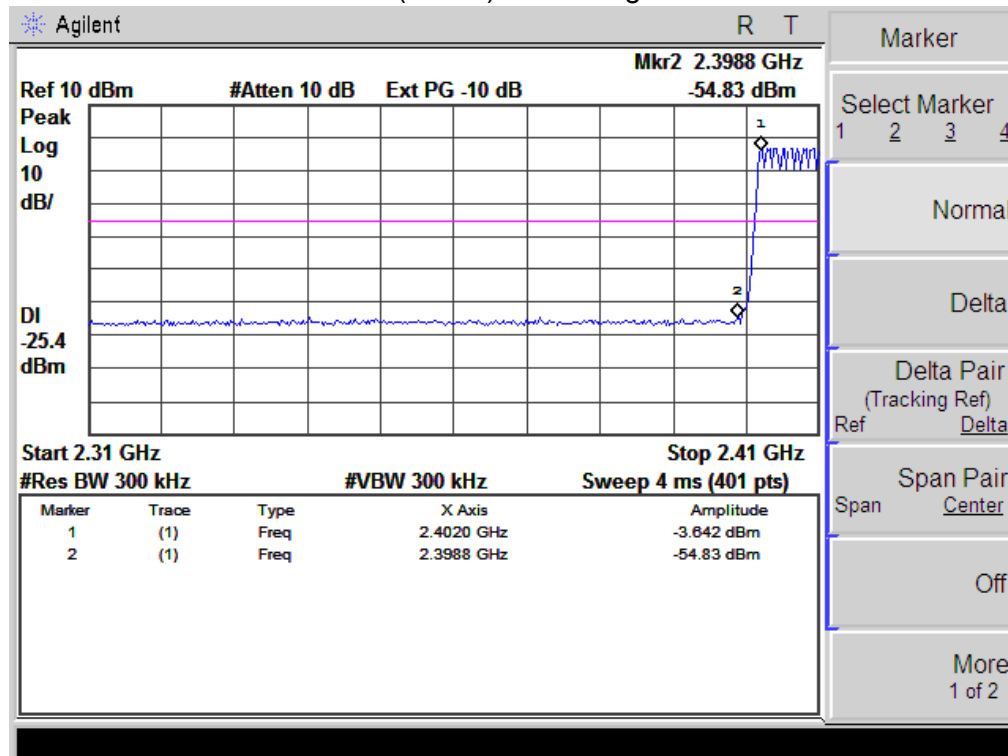 Agilent R T
Mkr2 2.3988 GHz
Ref 10 dBm #Atten 10 dB Ext PG -10 dB -54.83 dBm
Peak
Log
10
dB/
1
2
DI
-25.4
dBm
Start 2.31 GHz Stop 2.41 GHz
#Res BW 300 kHz #VBW 300 kHz Sweep 4 ms (401 pts)
Marker Trace Type X Axis Amplitude
1 (1) Freq 2.4020 GHz -3.642 dBm
2 (1) Freq 2.3988 GHz -54.83 dBm
Marker
Select Marker
1 2 3 4
Normal
Delta
Delta Pair
(Tracking Ref)
Ref Delta
Span Pair
Span Center
Off
More
1 of 2